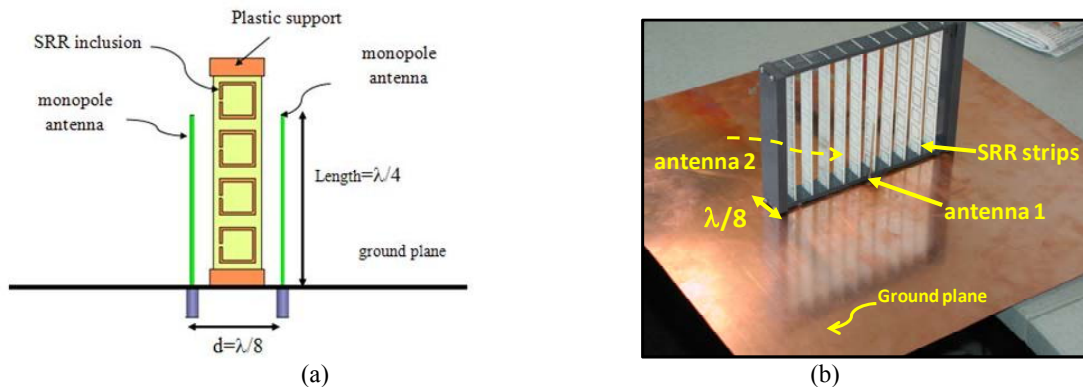 Plastic support
SRR inclusion
monopole
antenna
monopole
antenna
Length=λ/4
ground plane
d=λ/8
(a)
antenna 2
SRR strips
antenna 1
λ/8
Ground plane
(b)